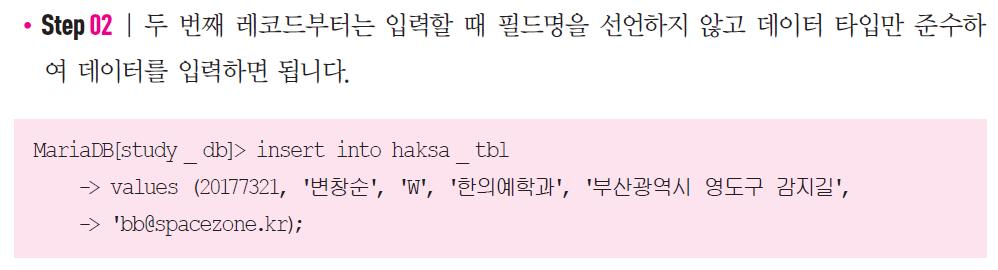 • Step 02 | 두 번째 레코드부터는 입력할 때 필드명을 선언하지 않고 데이터 타입만 준수하
여 데이터를 입력하면 됩니다.
MariaDB[study _ db]> insert into haksa _ tbl
-> values (20177321, '변창순', 'W', '한의예학과', '부산광역시 영도구 감지길',
-> 'bb@spacezone.kr);